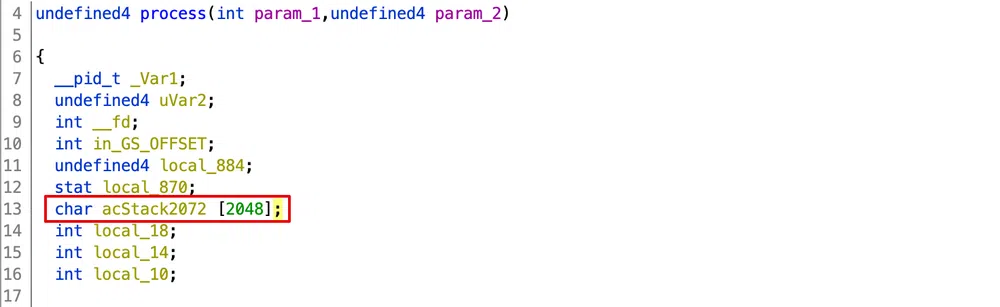 4 undefined4 process(int param_1,undefined4 param_2)
5
6 {
7 __pid_t _Var1;
8 undefined4 uVar2;
9 int __fd;
10 int in_GS_OFFSET;
11 undefined4 local_884;
12 stat local_870;
13 char acStack2072 [2048];
14 int local_18;
15 int local_14;
16 int local_10;
17